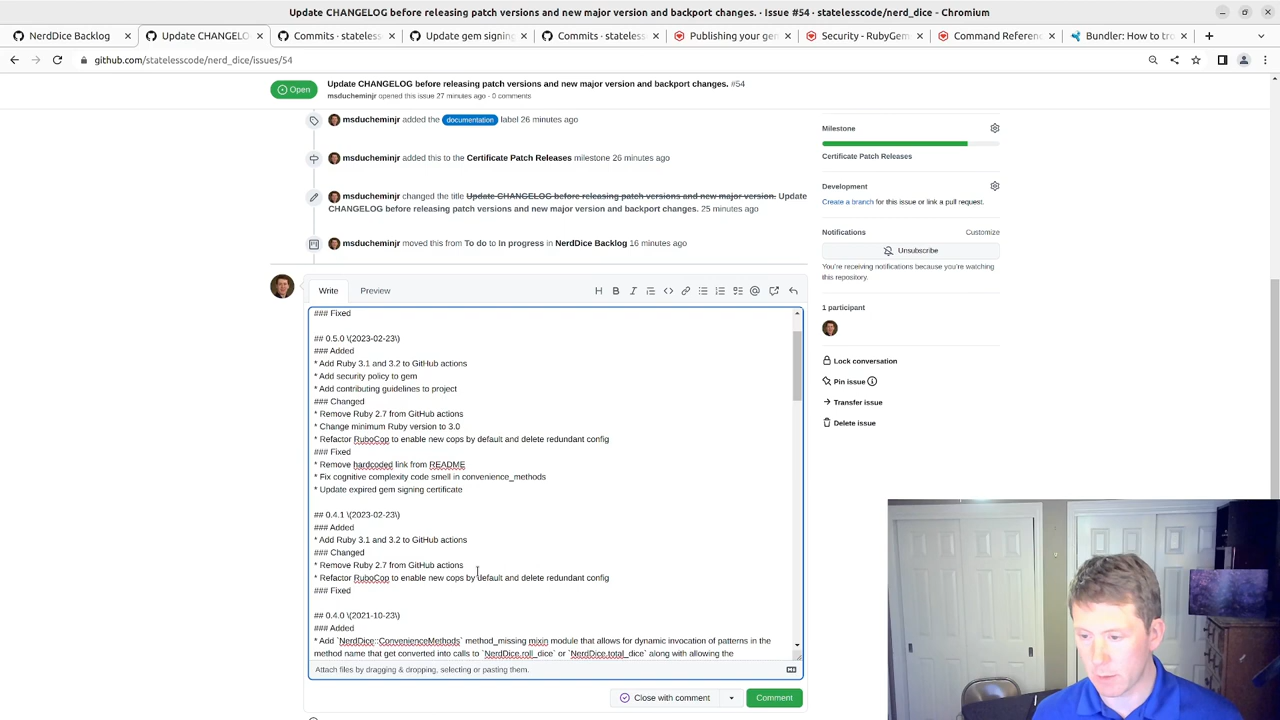 Update CHANGELOG before releasing patch versions and new major version and backport changes. · Issue #54 · statelesscode/nerd_dice - Chromium
NerdDice Backlog
Update CHANGELO
Commits · stateless
Update gem signing
Commits · stateless
Publishing your gem
Security - RubyGem
Command Referenc
Bundler: How to tru
github.com/statelesscode/nerd_dice/issues/54
Open
Update CHANGELOG before releasing patch versions and new major version and backport changes. #54
msducheminjr opened this issue 27 minutes ago · 0 comments
msducheminjr added the documentation label 26 minutes ago
msducheminjr added this to the Certificate Patch Releases milestone 26 minutes ago
msducheminjr changed the title Update CHANGELOG before releasing patch versions and new major version. Update
CHANGELOG before releasing patch versions and new major version and backport changes. 25 minutes ago
msducheminjr moved this from To do to In progress in NerdDice Backlog 16 minutes ago
Write
Preview
### Fixed
## 0.5.0 \(2023-02-23\)
### Added
* Add Ruby 3.1 and 3.2 to GitHub actions
* Add security policy to gem
* Add contributing guidelines to project
### Changed
* Remove Ruby 2.7 from GitHub actions
* Change minimum Ruby version to 3.0
* Refactor RuboCop to enable new cops by default and delete redundant config
### Fixed
* Remove hardcoded link from README
* Fix cognitive complexity code smell in convenience_methods
* Update expired gem signing certificate
## 0.4.1 \(2023-02-23\)
### Added
* Add Ruby 3.1 and 3.2 to GitHub actions
### Changed
* Remove Ruby 2.7 from GitHub actions
* Refactor RuboCop to enable new cops by default and delete redundant config
### Fixed
## 0.4.0 \(2021-10-23\)
### Added
* Add `NerdDice::ConvenienceMethods` method_missing mixin module that allows for dynamic invocation of patterns in the
method name that get converted into calls to `NerdDice.roll_dice` or `NerdDice.total_dice` along with allowing the
Attach files by dragging & dropping, selecting or pasting them.
Close with comment
Comment
Milestone
Certificate Patch Releases
Development
Create a branch for this issue or link a pull request.
Notifications
Customize
Unsubscribe
You're receiving notifications because you're watching
this repository.
1 participant
Lock conversation
Pin issue
Transfer issue
Delete issue